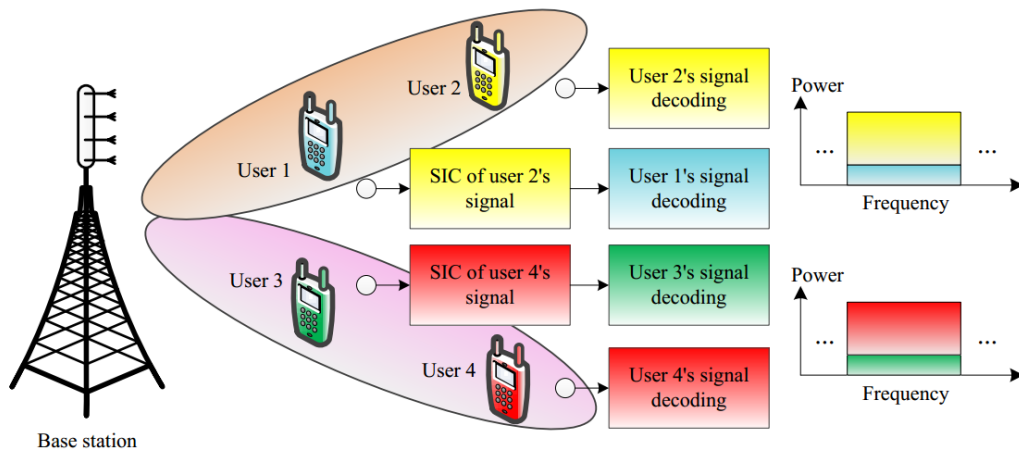 User 2
User 2's signal
decoding
Power
...
...
Frequency
User 1
SIC of user 2's
signal
User 1's signal
decoding
User 3
SIC of user 4's
signal
User 3's signal
decoding
Power
...
...
Frequency
User 4
User 4's signal
decoding
Base station